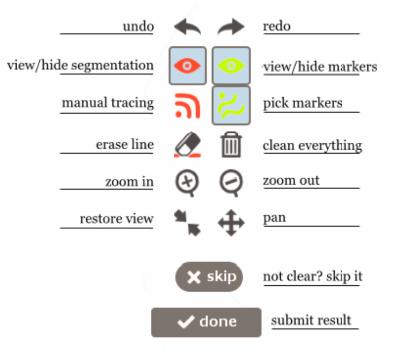 undo redo
view/hide segmentation view/hide markers
manual tracing pick markers
erase line clean everything
zoom in zoom out
restore view pan
skip not clear? skip it
done submit result